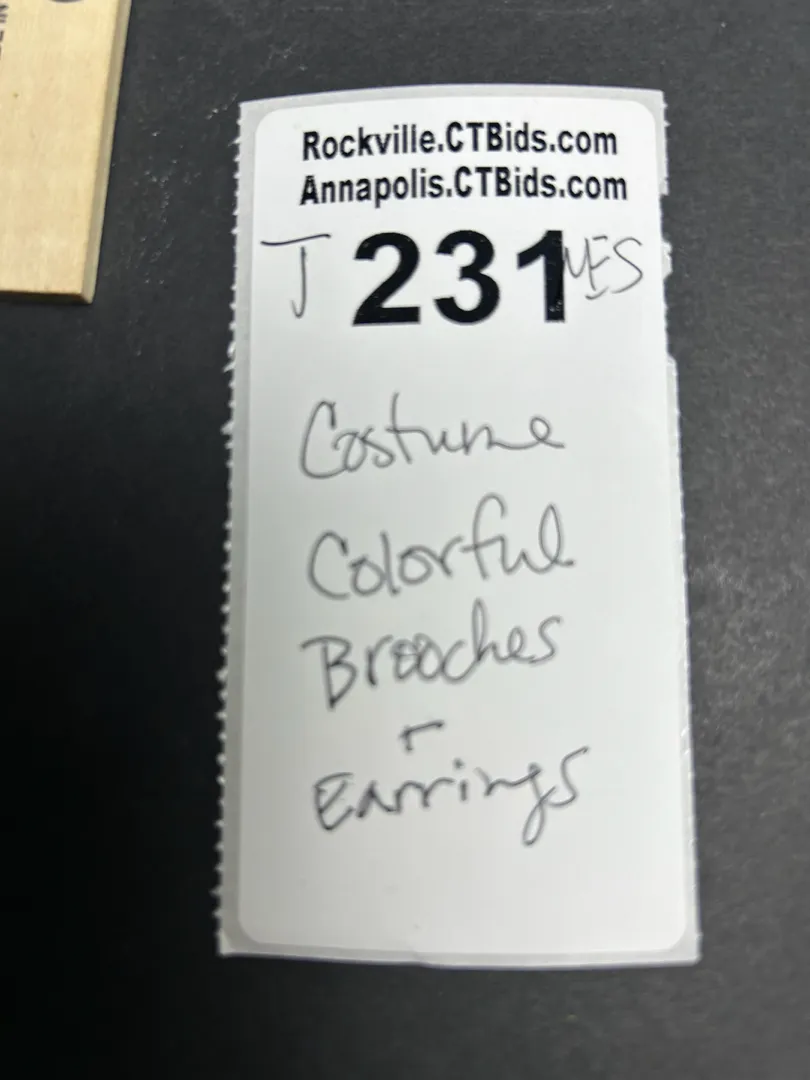 Rockville.CTBids.com
Annapolis.CTBids.com
J 231 MES
Costume
Colorful
Brooches
+
Earrings